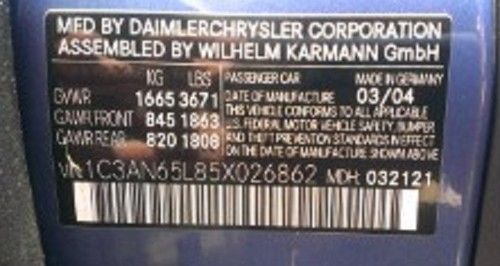 MFD BY DAIMLERCHRYSLER CORPORATION
ASSEMBLED BY WILHELM KARMANN GmbH
KG LBS PASSENGER CAR MADE IN GERMANY
GVWR 1665 3671 DATE OF MANUFACTURE 03/04
GAWR FRONT 845 1863 THIS VEHICLE CONFORMS TO ALL APPLICABLE
U.S. FEDERAL MOTOR VEHICLE SAFETY, BUMPER
GAWR REAR 820 1808 AND THEFT PREVENTION STANDARDS IN EFFECT
ON THE DATE OF MANUFACTURE SHOWN ABOVE
VIN 1C3AN65L85X026862 MDH: 032121